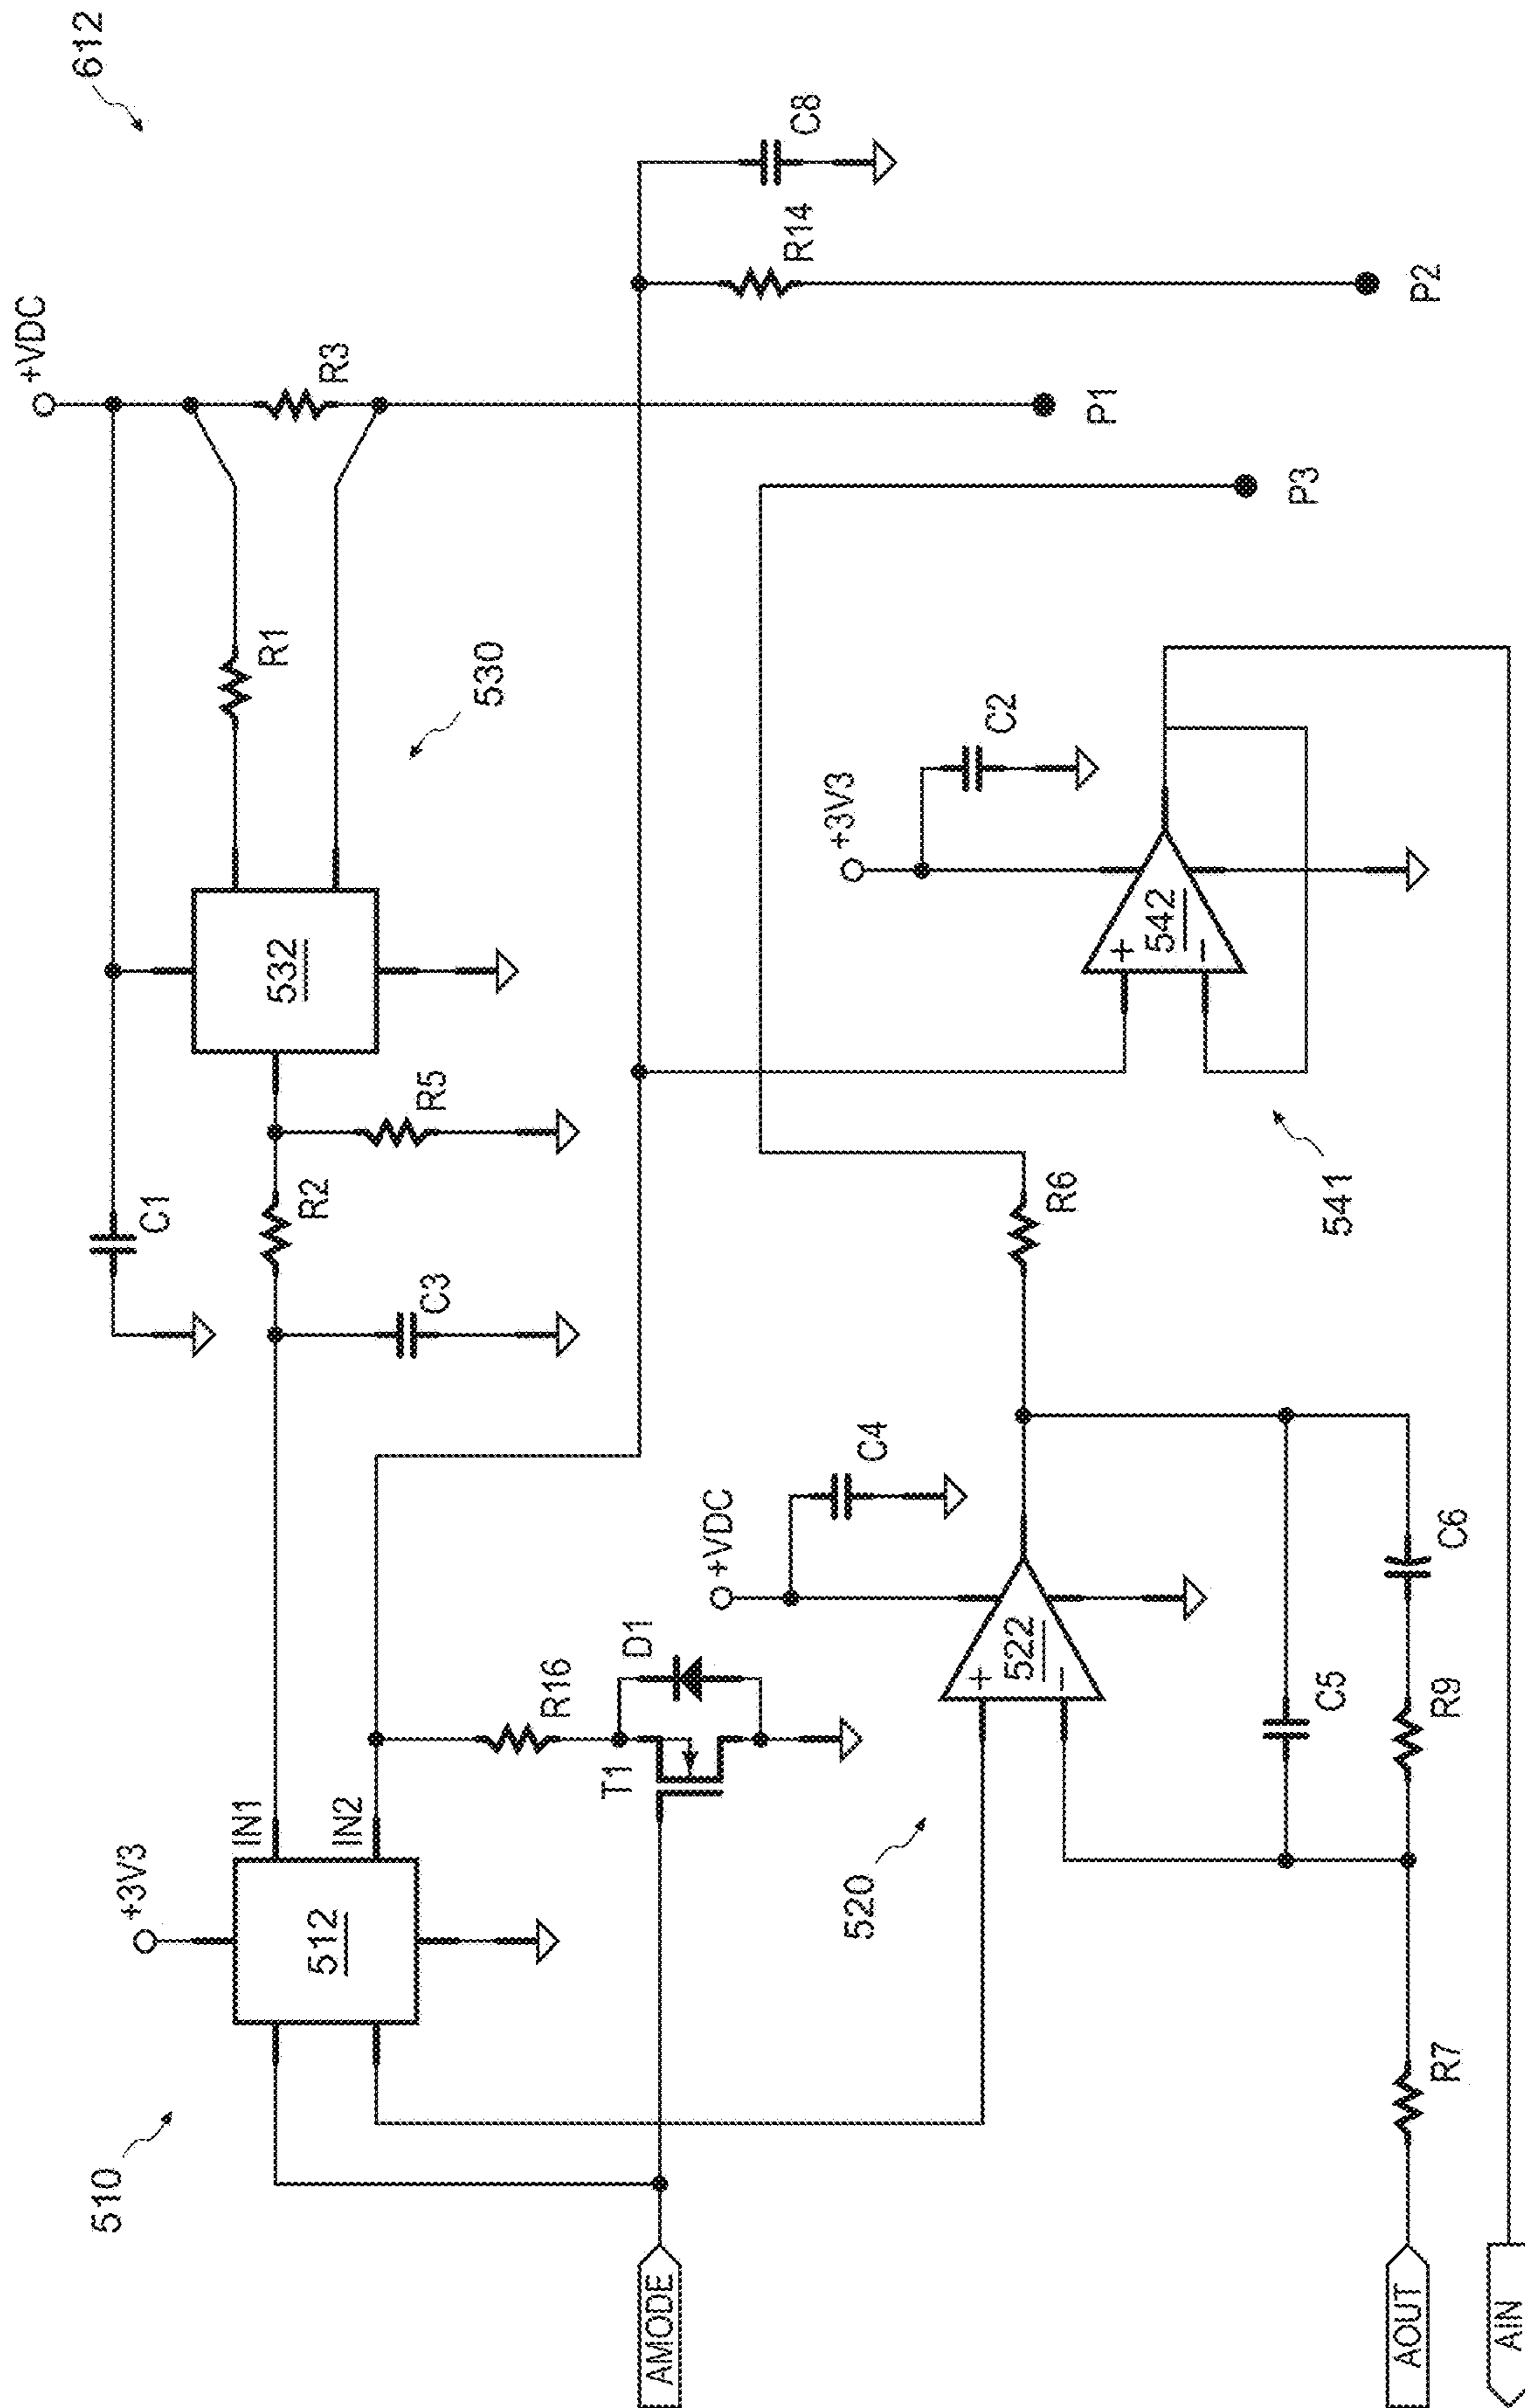 612
+VDC
R3
C8
R14
P1
P2
P3
R1
530
532
C1
R5
R2
C3
+3V3
C2
+
542
−
541
R6
C4
+VDC
D1
R16
T1
+
522
−
520
C6
C5
R9
R7
510
+3V3
IN1
IN2
512
AMODE
AOUT
AIN